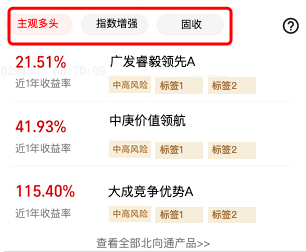 主观多头 指数增强 固收
21.51% 广发睿毅领先A
近1年收益率 中高风险 标签1 标签2
41.93% 中庚价值领航
近1年收益率 中高风险 标签1 标签2
115.40% 大成竞争优势A
近1年收益率 中高风险 标签1 标签2
查看全部北向通产品>>